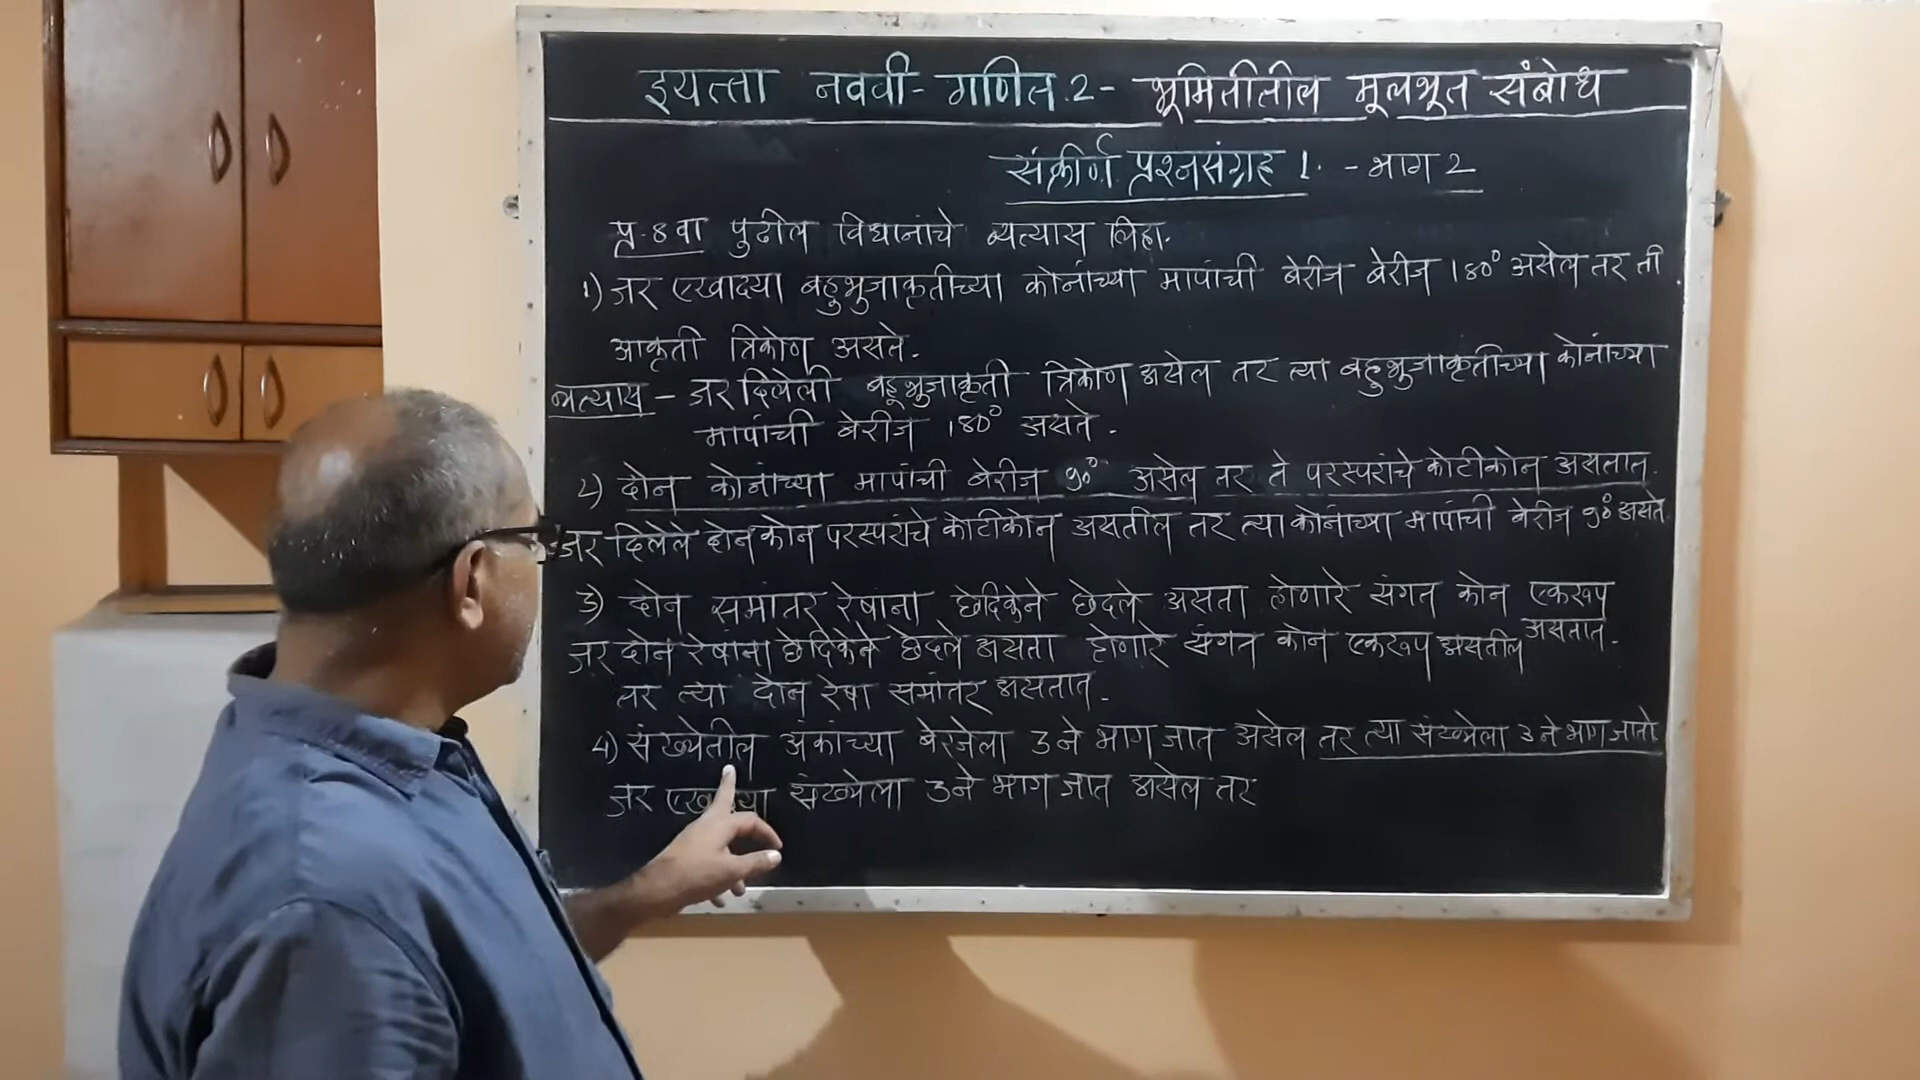 इयत्ता नववी - गणित.2 - भूमितीतील मूलभूत संबोध
संकीर्ण प्रश्नसंग्रह 1. - भाग 2
प्र. 8 वा पुढील विधानांचे व्यत्यास लिहा.
1) जर एखाद्या बहुभुजाकृतीच्या कोनांच्या मापांची बेरीज बेरीज 180° असेल तर ती
आकृती त्रिकोण असते.
व्यत्यास - जर दिलेली बहूभुजाकृती त्रिकोण असेल तर त्या बहुभुजाकृतीच्या कोनांच्या
मापांची बेरीज 180° असते.
2) दोन कोनांच्या मापांची बेरीज 90° असेल तर ते परस्परांचे कोटीकोन असतात.
जर दिलेले दोन कोन परस्परांचे कोटीकोन असतील तर त्या कोनांच्या मापांची बेरीज 90° असते
3) दोन समांतर रेषांना छेदिकेने छेदले असता होणारे संगत कोन एकरूप
असतात.
जर दोन रेषांना छेदिकेने छेदले असता होणारे संगत कोन एकरूप असतील
तर त्या दोन रेषा समांतर असतात.
4) संख्येतील अंकांच्या बेरजेला 3 ने भाग जात असेल तर त्या संख्येला 3 ने भाग जातो
जर संख्येला 3 ने भाग जात असेल तर